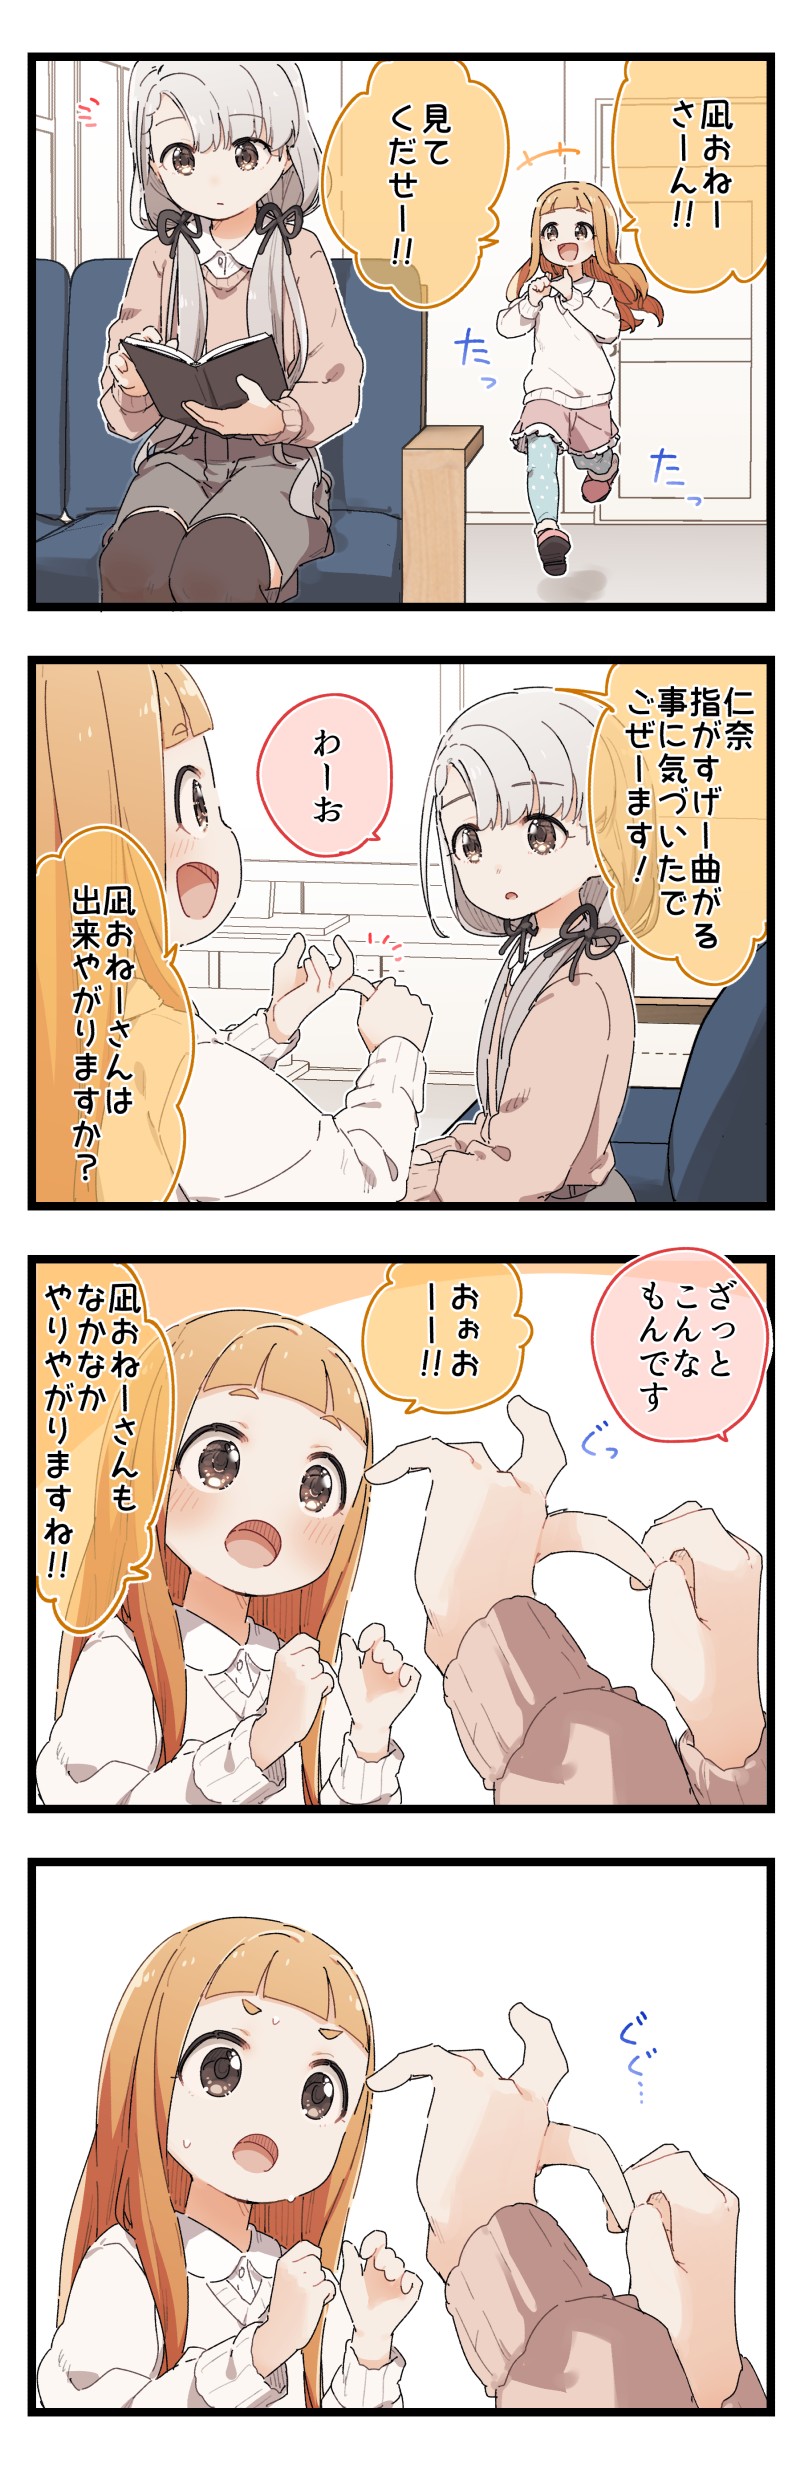 凪おねー
さーん!!
見て
くだせー!!
たっ
たっ
仁奈
指がすげー曲がる
事に気づいたで
ごぜーます!
わーお
凪おねーさんは
出来やがりますか?
ざっと
こんな
もんです
ぐっ
おぉお
ーー!!
凪おねーさんも
なかなか
やりやがりますね!!
ぐぐ…